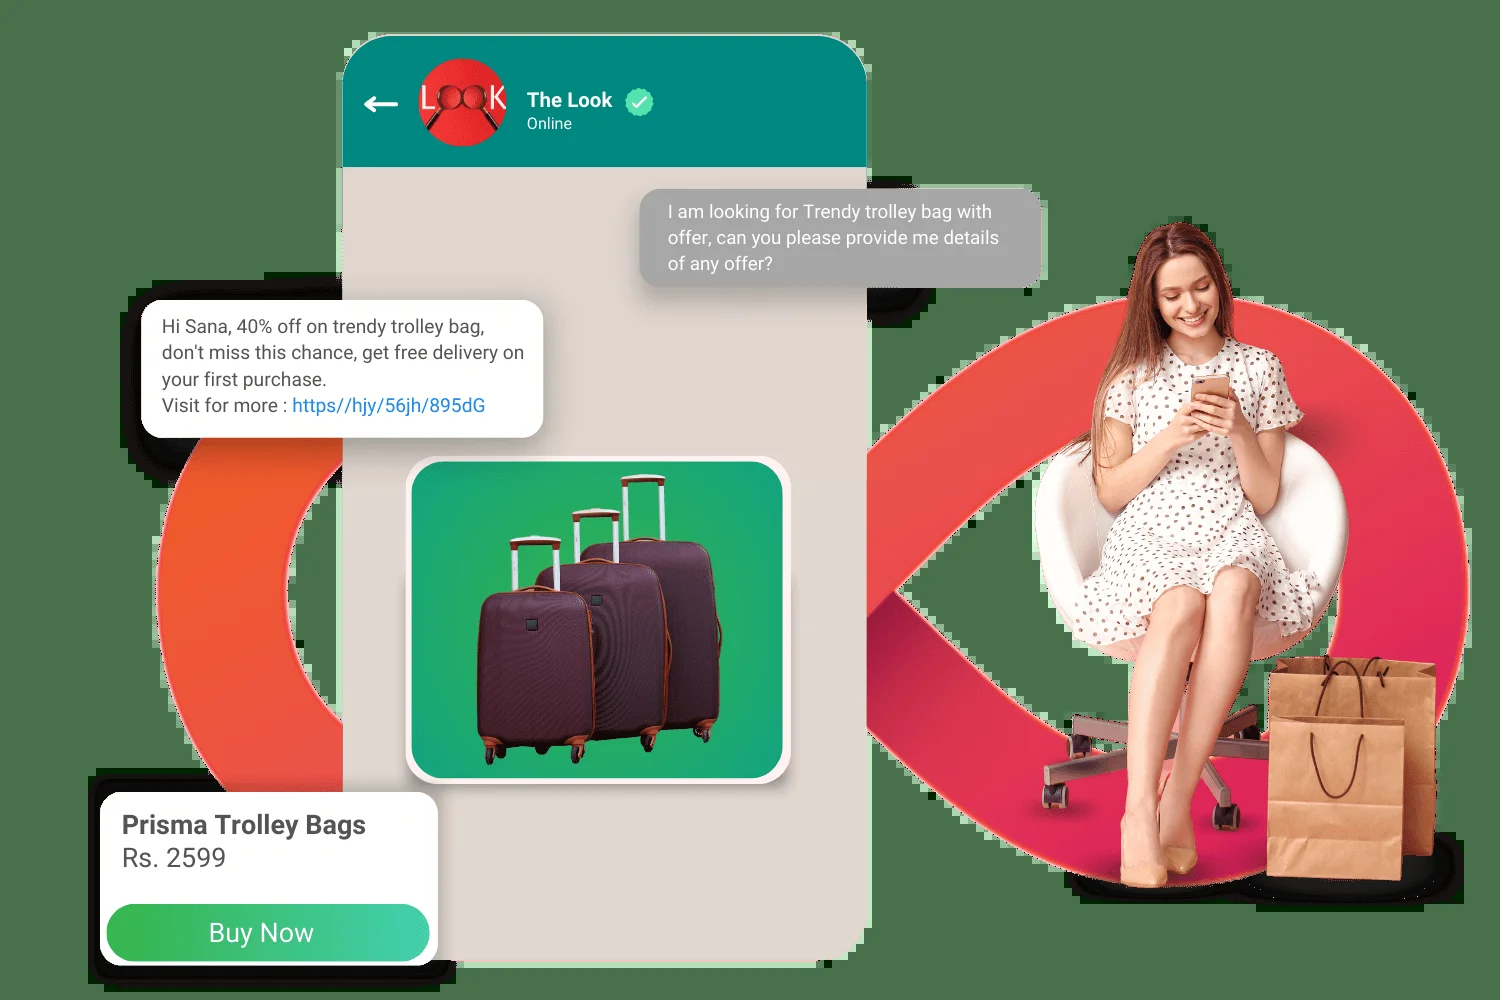 LOOK
The Look
Online
I am looking for Trendy trolley bag with
offer, can you please provide me details
of any offer?
Hi Sana, 40% off on trendy trolley bag,
don't miss this chance, get free delivery on
your first purchase.
Visit for more : https//hjy/56jh/895dG
Prisma Trolley Bags
Rs. 2599
Buy Now